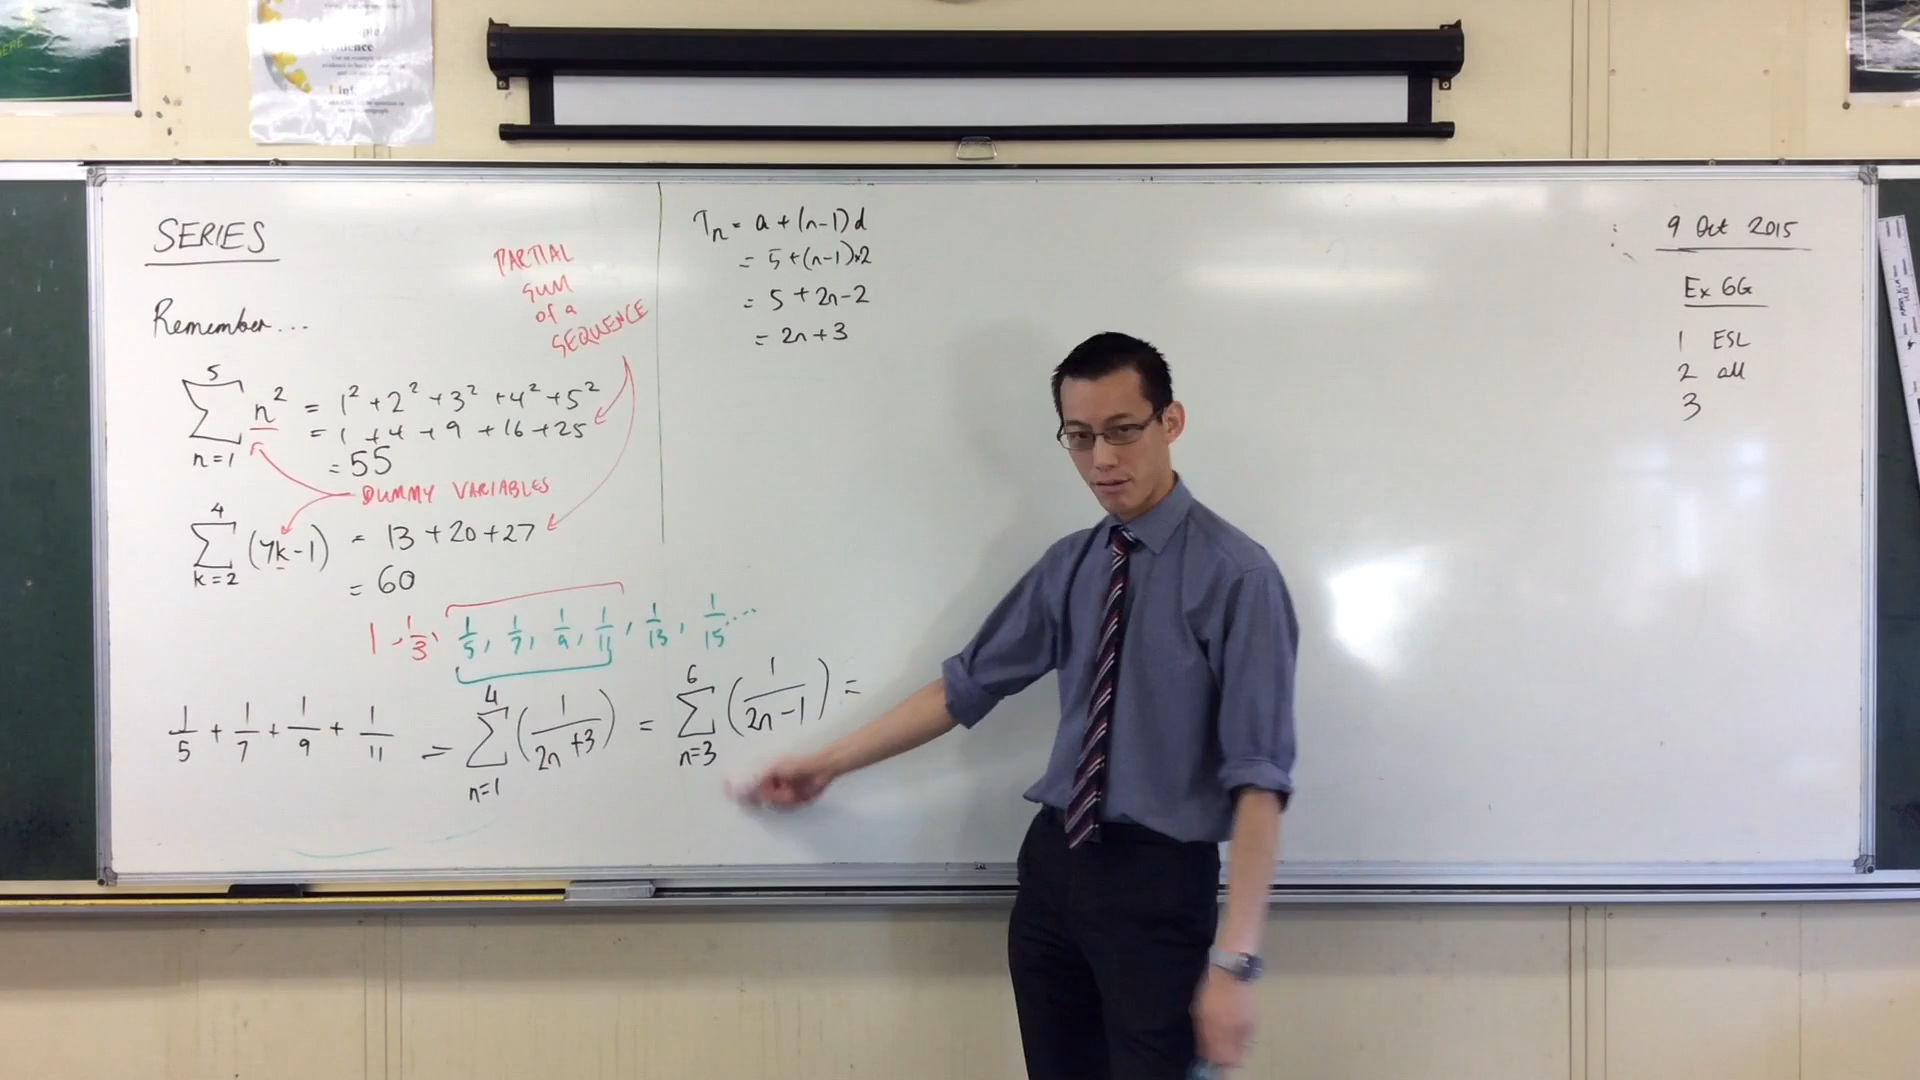 SERIES
Remember...
PARTIAL
sum
of a
SEQUENCE
5
∑ n² = 1² + 2² + 3² + 4² + 5²
n=1
= 1 + 4 + 9 + 16 + 25
= 55
DUMMY VARIABLES
4
∑ (7k-1) = 13 + 20 + 27
k=2
= 60
1, 1/3, 1/5, 1/7, 1/9, 1/11, 1/13, 1/15...
4 6
1/5 + 1/7 + 1/9 + 1/11 = ∑ (1/(2n+3)) = ∑ (1/(2n-1)) =
n=1 n=3
Tn = a + (n-1)d
= 5 + (n-1)×2
= 5 + 2n - 2
= 2n + 3
9 Oct 2015
Ex 6G
1 ESL
2 all
3